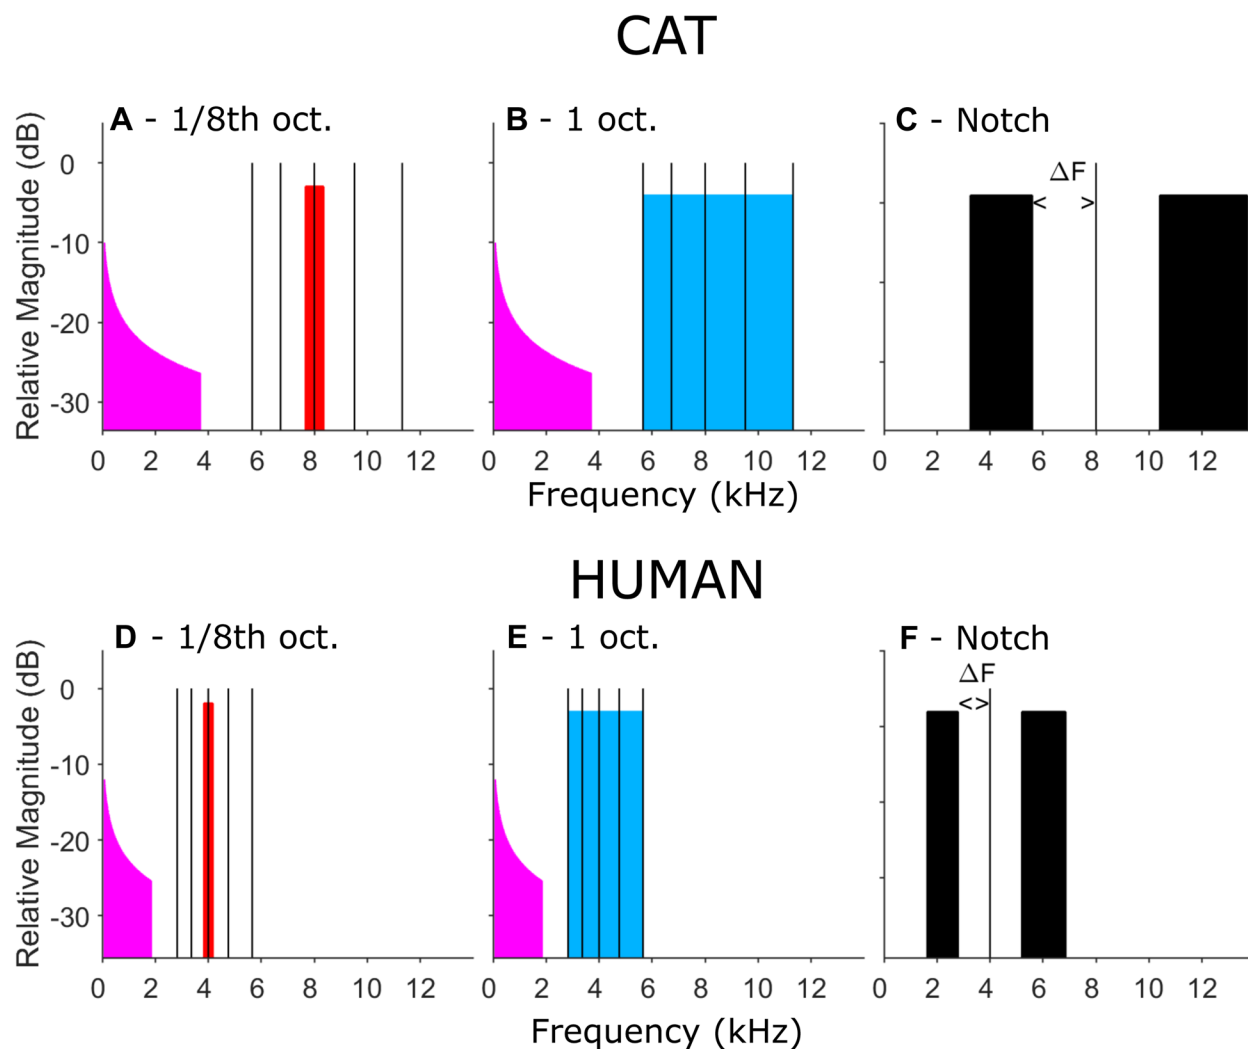 CAT
A - 1/8th oct.
B - 1 oct.
C - Notch
Relative Magnitude (dB)
0
-10
-20
-30
ΔF
< >
0 2 4 6 8 10 12
0 2 4 6 8 10 12
0 2 4 6 8 10 12
Frequency (kHz)
HUMAN
D - 1/8th oct.
E - 1 oct.
F - Notch
Relative Magnitude (dB)
0
-10
-20
-30
ΔF
<>
0 2 4 6 8 10 12
0 2 4 6 8 10 12
0 2 4 6 8 10 12
Frequency (kHz)